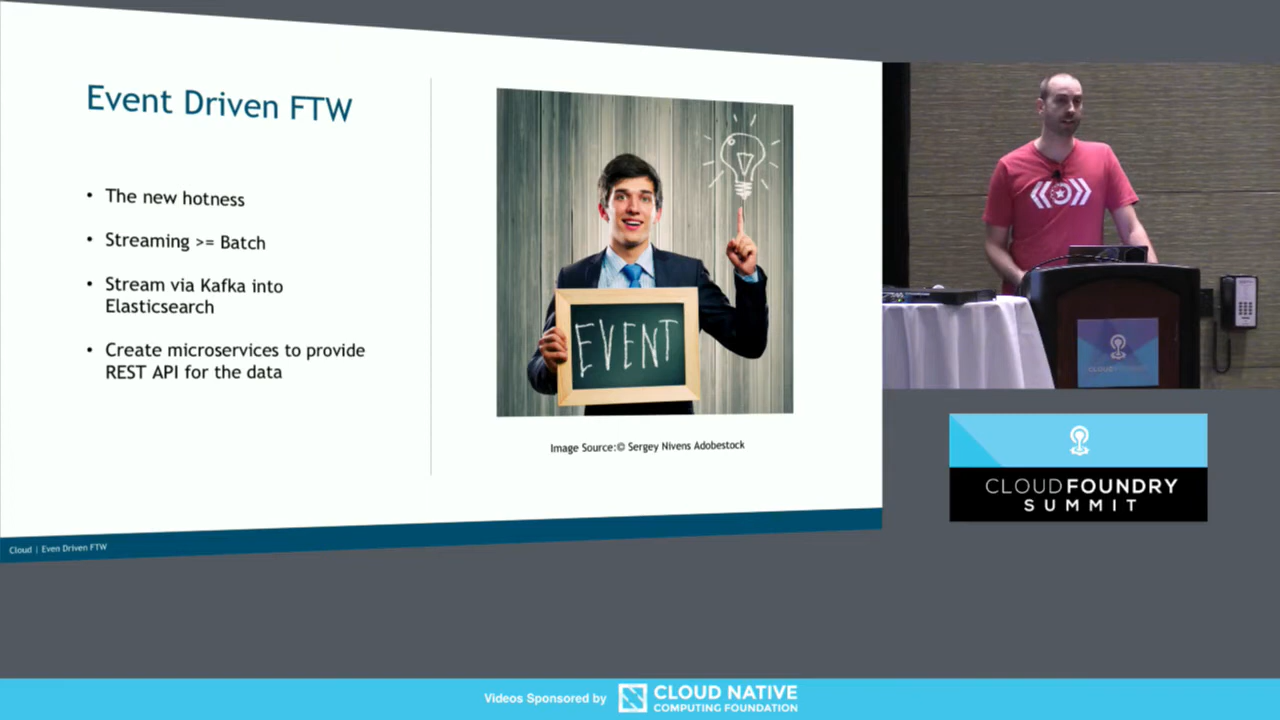 Event Driven FTW
• The new hotness
• Streaming >= Batch
• Stream via Kafka into
Elasticsearch
• Create microservices to provide
REST API for the data
EVENT
Image Source:© Sergey Nivens Adobestock
Cloud | Even Driven FTW
CLOUDFOUNDRY
CLOUDFOUNDRY
SUMMIT
Videos Sponsored by
CLOUD NATIVE
COMPUTING FOUNDATION